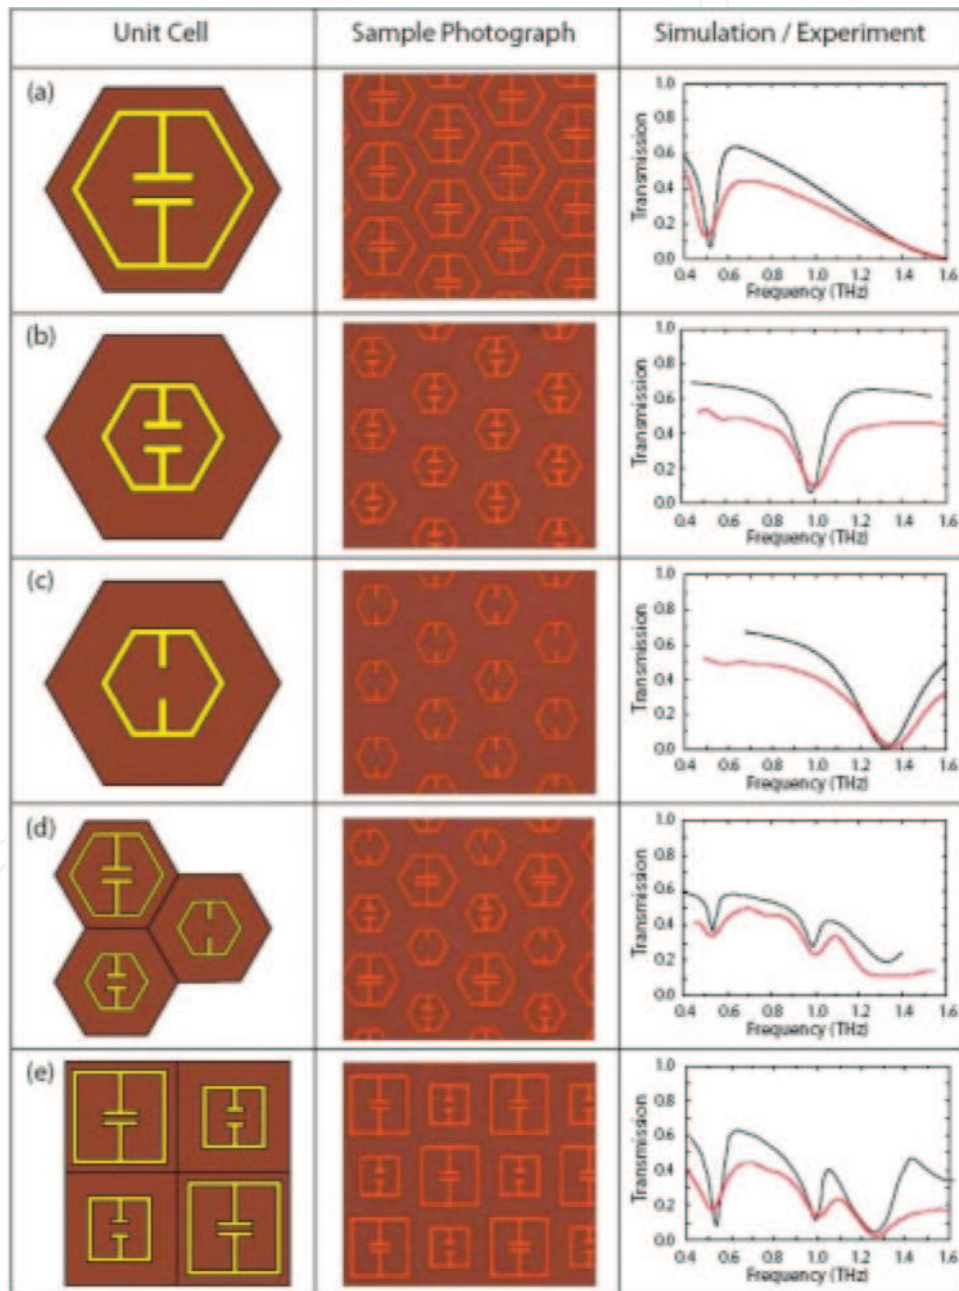 Unit Cell Sample Photograph Simulation / Experiment
(a)
Transmission
1.0
0.8
0.6
0.4
0.2
0.0
0.4 0.6 0.8 1.0 1.2 1.4 1.6
Frequency (THz)
(b)
Transmission
1.0
0.8
0.6
0.4
0.2
0.0
0.4 0.6 0.8 1.0 1.2 1.4 1.6
Frequency (THz)
(c)
Transmission
1.0
0.8
0.6
0.4
0.2
0.0
0.4 0.6 0.8 1.0 1.2 1.4 1.6
Frequency (THz)
(d)
Transmission
1.0
0.8
0.6
0.4
0.2
0.0
0.4 0.6 0.8 1.0 1.2 1.4 1.6
Frequency (THz)
(e)
Transmission
1.0
0.8
0.6
0.4
0.2
0.0
0.4 0.6 0.8 1.0 1.2 1.4 1.6
Frequency (THz)